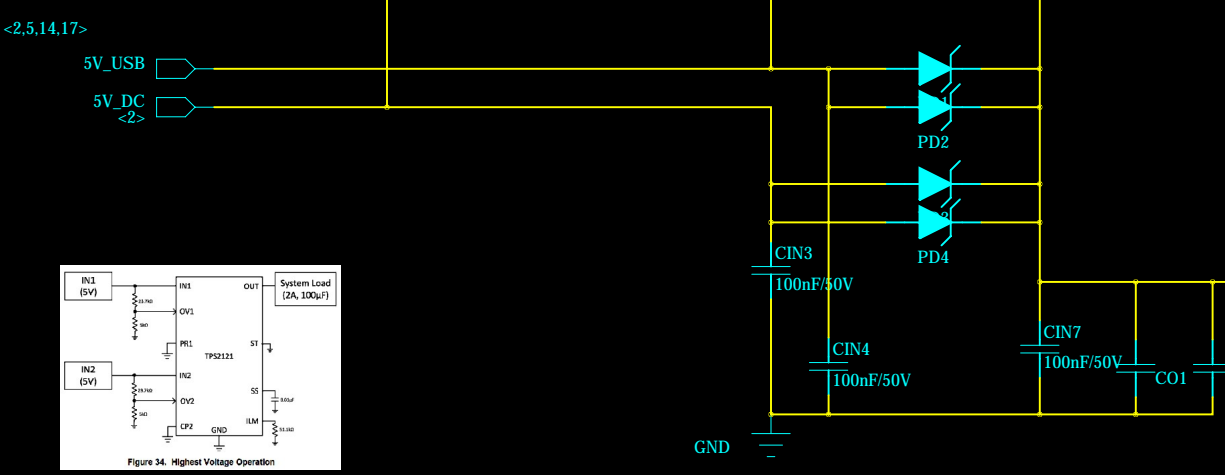 <2,5,14,17>
5V_USB
5V_DC
<2>
PD2
PD4
CIN3
100nF/50V
CIN4
100nF/50V
CIN7
100nF/50V
CO1
GND
IN1
(5V)
IN1
OUT
System Load
(2A, 100μF)
5kΩ
OV1
PR1
TPS2121
ST
IN2
(5V)
IN2
SS
5kΩ
OV2
ILM
CP2
GND
Figure 34. Highest Voltage Operation